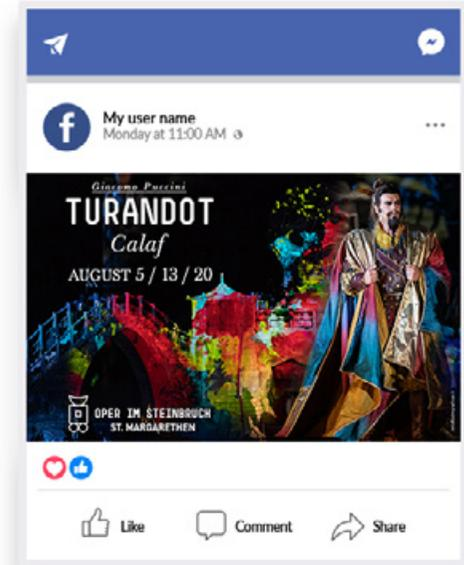 f
My user name
Monday at 11:00 AM
Giacomo Puccini
TURANDOT
Calaf
AUGUST 5 / 13 / 20
OPER IM STEINBRUCH
ST. MARGARETHEN
Like
Comment
Share